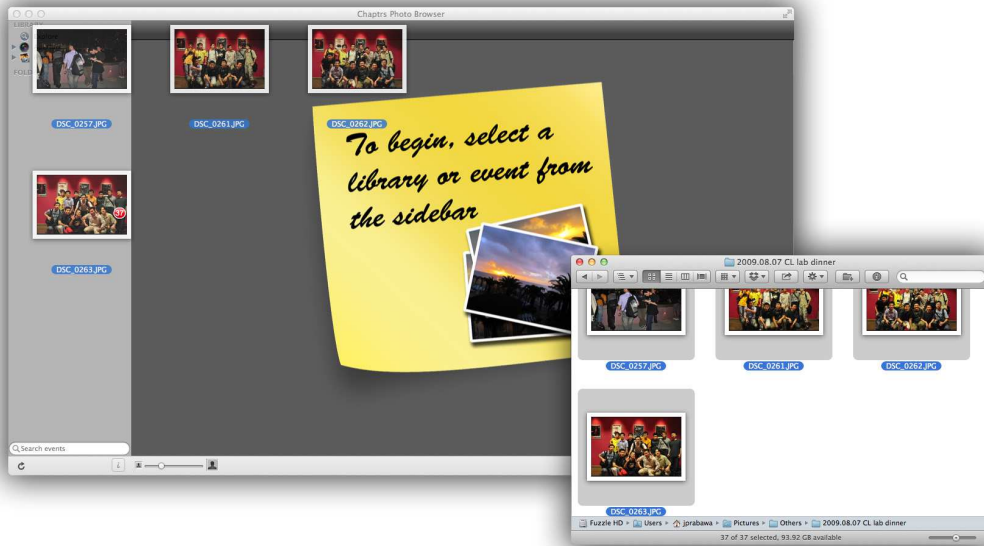 Chaptrs Photo Browser
DSC_0257.JPG
DSC_0261.JPG
DSC_0262.JPG
To begin, select a
library or event from
the sidebar
37
DSC_0263.JPG
Search events
2009.08.07 CL lab dinner
DSC_0257.JPG
DSC_0261.JPG
DSC_0262.JPG
DSC_0263.JPG
Fuzzle HD ▸ Users ▸ jprabawa ▸ Pictures ▸ Others ▸ 2009.08.07 CL lab dinner
37 of 37 selected, 93.92 GB available